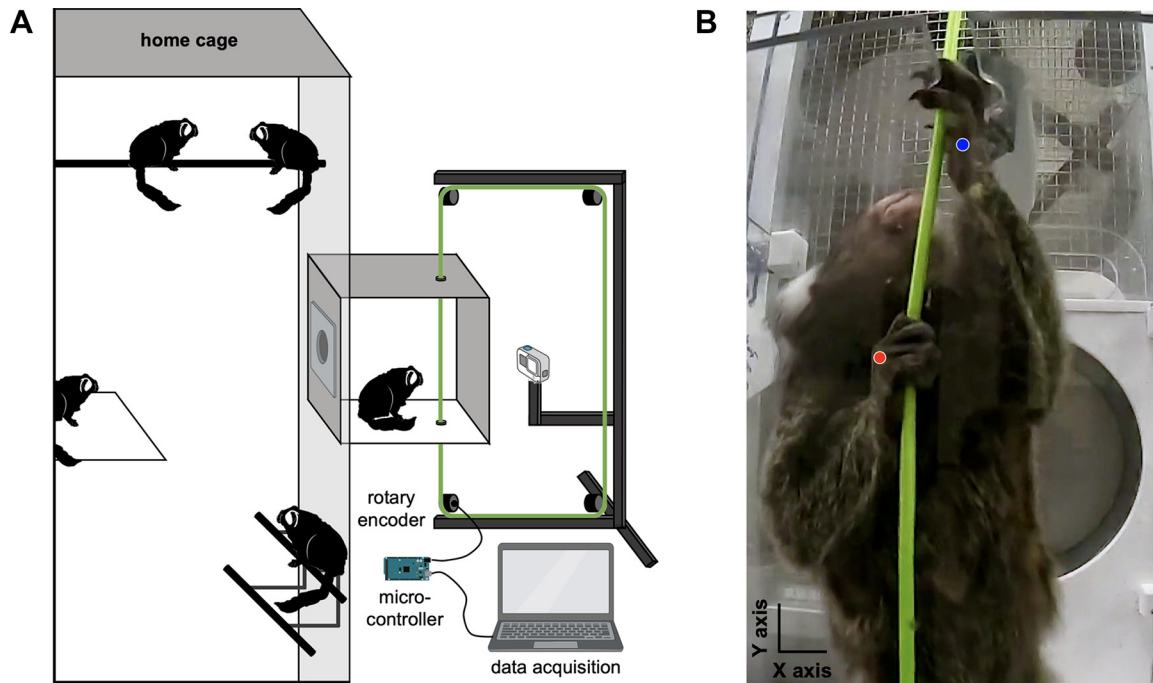 A
home cage
rotary
encoder
micro-
controller
data acquisition
B
Y axis
X axis